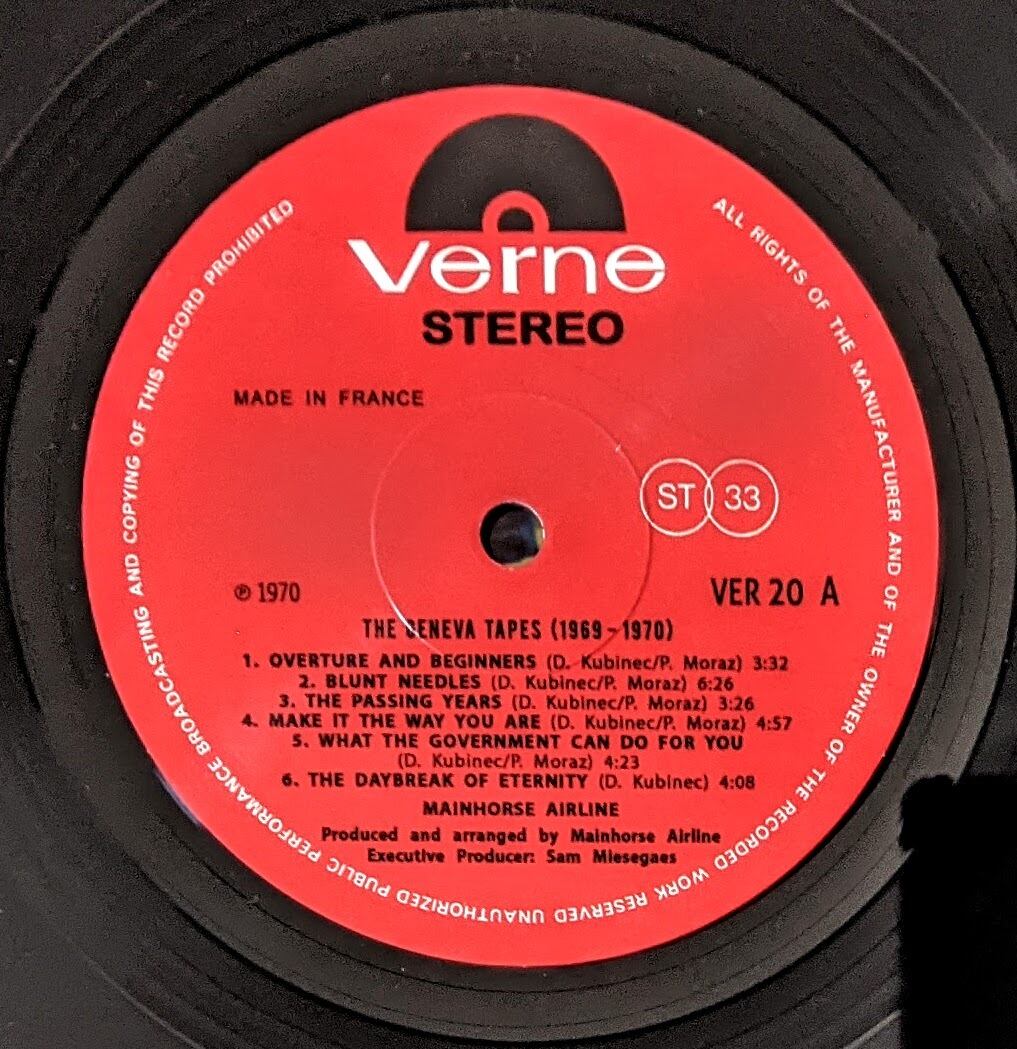 Verne
STEREO
MADE IN FRANCE
ST 33
℗ 1970
VER 20 A
THE GENEVA TAPES (1969-1970)
1. OVERTURE AND BEGINNERS (D. Kubinec/P. Moraz) 3:32
2. BLUNT NEEDLES (D. Kubinec/P. Moraz) 6:26
3. THE PASSING YEARS (D. Kubinec/P. Moraz) 3:26
4. MAKE IT THE WAY YOU ARE (D. Kubinec/P. Moraz) 4:57
5. WHAT THE GOVERNMENT CAN DO FOR YOU
(D. Kubinec/P. Moraz) 4:23
6. THE DAYBREAK OF ETERNITY (D. Kubinec) 4:08
MAINHORSE AIRLINE
Produced and arranged by Mainhorse Airline
Executive Producer: Sam Miesegaes
ALL RIGHTS OF THE MANUFACTURER AND OF THE OWNER OF THE RECORDED WORK RESERVED UNAUTHORIZED PUBLIC PERFORMANCE BROADCASTING AND COPYING OF THIS RECORD PROHIBITED